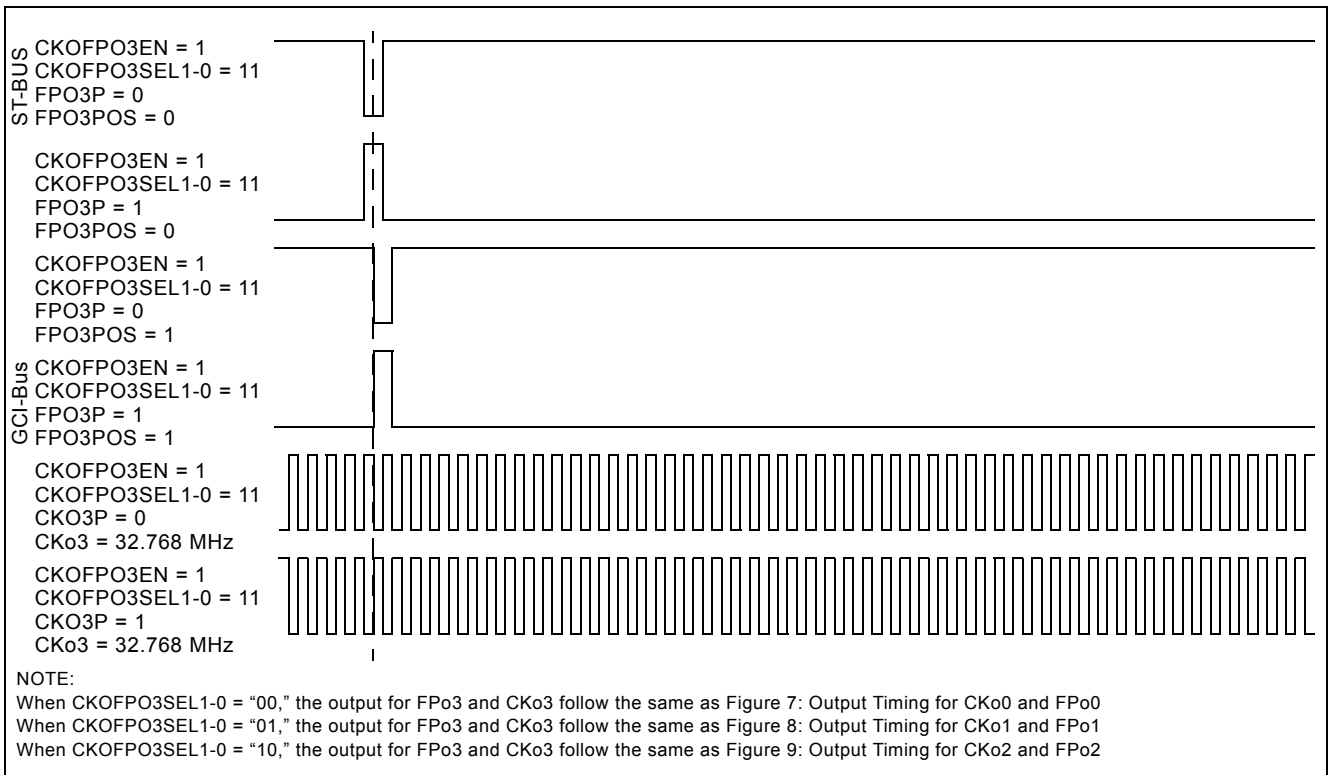 ST-BUS
CKOFPO3EN = 1
CKOFPO3SEL1-0 = 11
FPO3P = 0
FPO3POS = 0
CKOFPO3EN = 1
CKOFPO3SEL1-0 = 11
FPO3P = 1
FPO3POS = 0
CKOFPO3EN = 1
CKOFPO3SEL1-0 = 11
FPO3P = 0
FPO3POS = 1
GCI-Bus
CKOFPO3EN = 1
CKOFPO3SEL1-0 = 11
FPO3P = 1
FPO3POS = 1
CKOFPO3EN = 1
CKOFPO3SEL1-0 = 11
CKO3P = 0
CKo3 = 32.768 MHz
CKOFPO3EN = 1
CKOFPO3SEL1-0 = 11
CKO3P = 1
CKo3 = 32.768 MHz
NOTE:
When CKOFPO3SEL1-0 = “00,” the output for FPo3 and CKo3 follow the same as Figure 7: Output Timing for CKo0 and FPo0
When CKOFPO3SEL1-0 = “01,” the output for FPo3 and CKo3 follow the same as Figure 8: Output Timing for CKo1 and FPo1
When CKOFPO3SEL1-0 = “10,” the output for FPo3 and CKo3 follow the same as Figure 9: Output Timing for CKo2 and FPo2